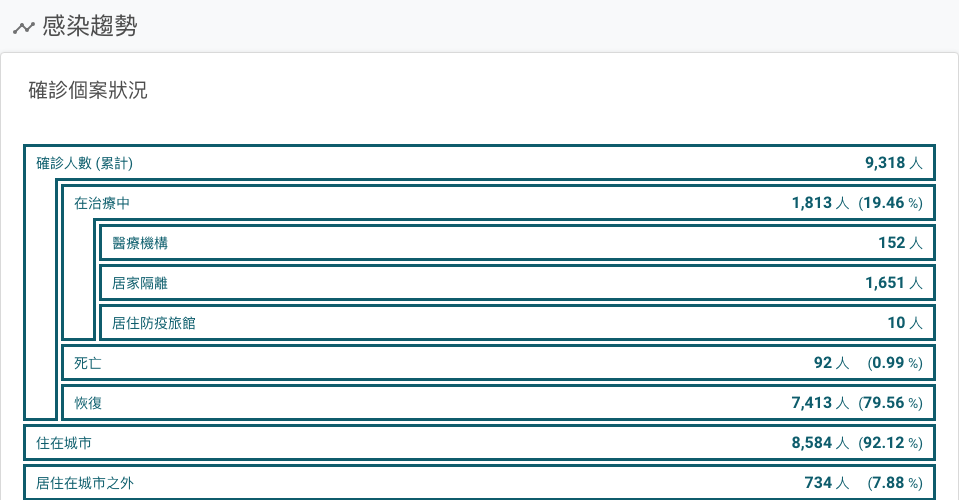 感染趨勢
確診個案狀況
確診人數 (累計) 9,318 人
在治療中 1,813 人 (19.46 %)
醫療機構 152 人
居家隔離 1,651 人
居住防疫旅館 10 人
死亡 92 人 (0.99 %)
恢復 7,413 人 (79.56 %)
住在城市 8,584 人 (92.12 %)
居住在城市之外 734 人 (7.88 %)